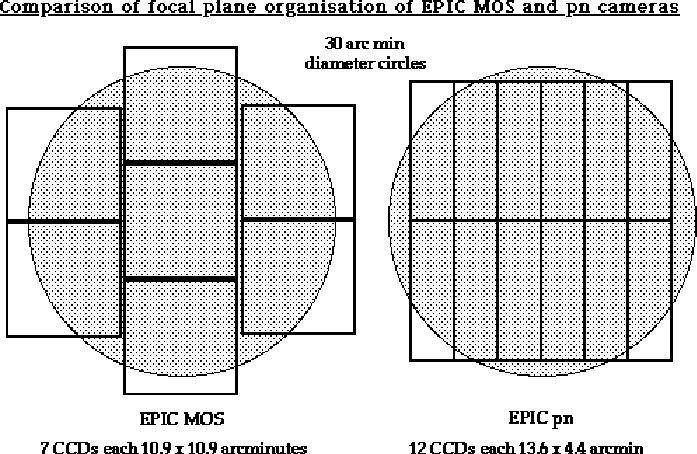 Comparison of focal plane organisation of EPIC MOS and pn cameras
30 arc min
diameter circles
EPIC MOS
EPIC pn
7 CCDs each 10.9 x 10.9 arcminutes
12 CCDs each 13.6 x 4.4 arcmin